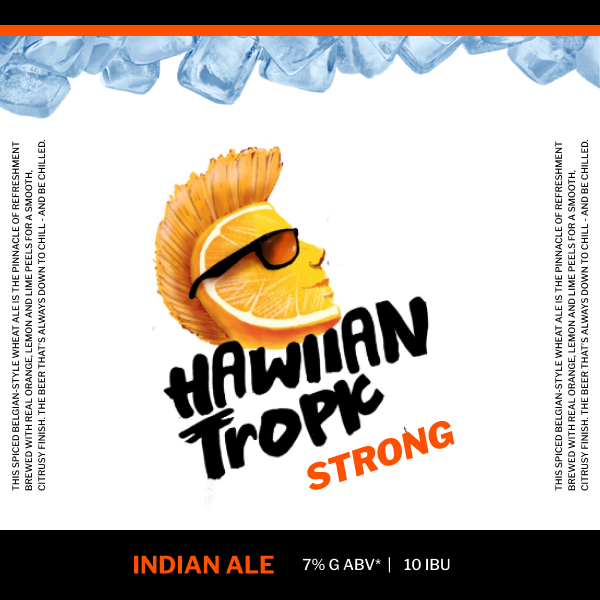 THIS SPICED BELGIAN-STYLE WHEAT ALE IS THE PINNACLE OF REFRESHMENT
BREWED WITH REAL ORANGE, LEMON AND LIME PEELS FOR A SMOOTH,
CITRUSY FINISH. THE BEER THAT'S ALWAYS DOWN TO CHILL - AND BE CHILLED.
HAWIIAN
TropIC
STRONG
THIS SPICED BELGIAN-STYLE WHEAT ALE IS THE PINNACLE OF REFRESHMENT
BREWED WITH REAL ORANGE, LEMON AND LIME PEELS FOR A SMOOTH,
CITRUSY FINISH. THE BEER THAT'S ALWAYS DOWN TO CHILL - AND BE CHILLED.
INDIAN ALE 7% G ABV* | 10 IBU